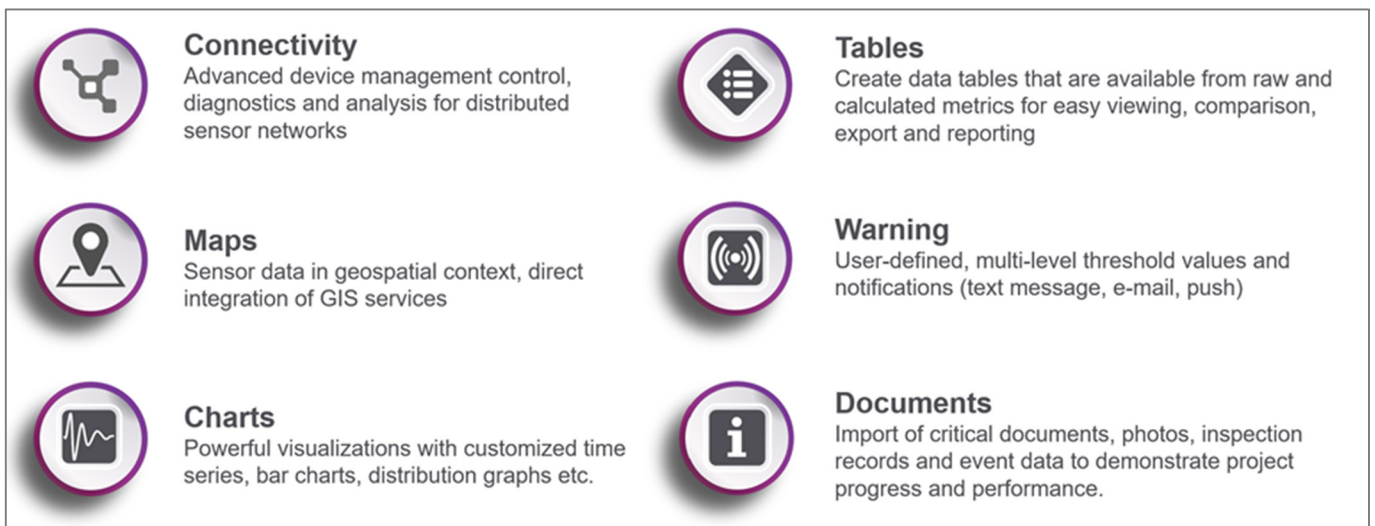 Connectivity
Advanced device management control,
diagnostics and analysis for distributed
sensor networks
Maps
Sensor data in geospatial context, direct
integration of GIS services
Charts
Powerful visualizations with customized time
series, bar charts, distribution graphs etc.
Tables
Create data tables that are available from raw and
calculated metrics for easy viewing, comparison,
export and reporting
Warning
User-defined, multi-level threshold values and
notifications (text message, e-mail, push)
Documents
Import of critical documents, photos, inspection
records and event data to demonstrate project
progress and performance.